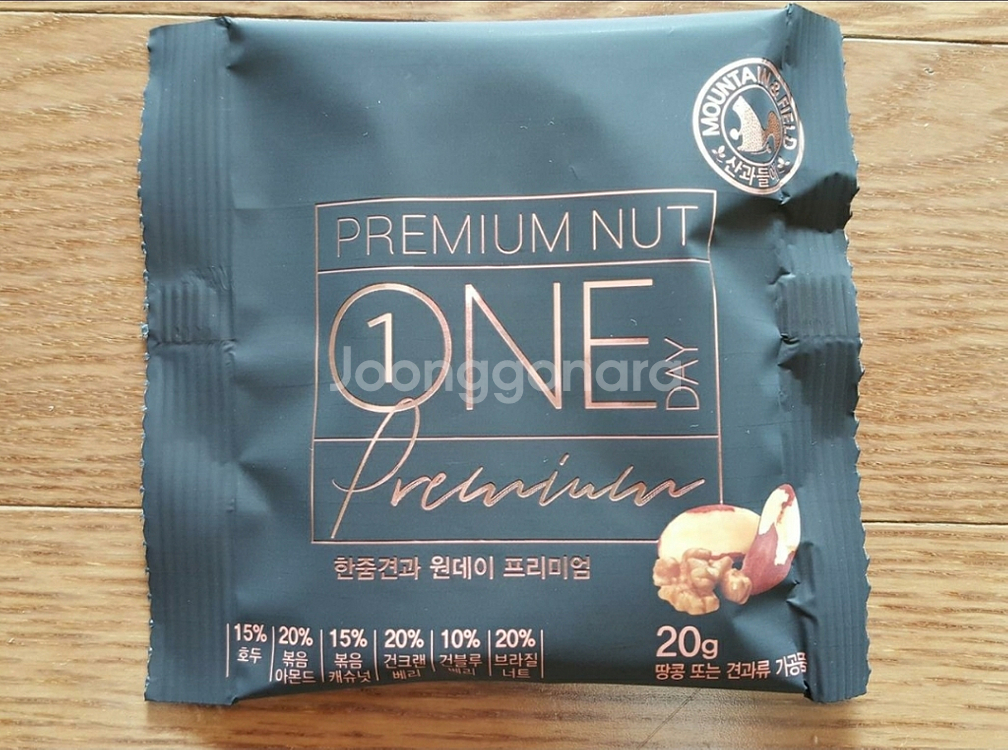 MOUNTAIN & FIELD
산과들에
PREMIUM NUT
1
ONE DAY
Joonggonara
Premium
한줌견과 원데이 프리미엄
15% 호두
20% 볶음 아몬드
15% 볶음 캐슈넛
20% 건크랜베리
10% 건블루베리
20% 브라질너트
20g
땅콩 또는 견과류 가공품